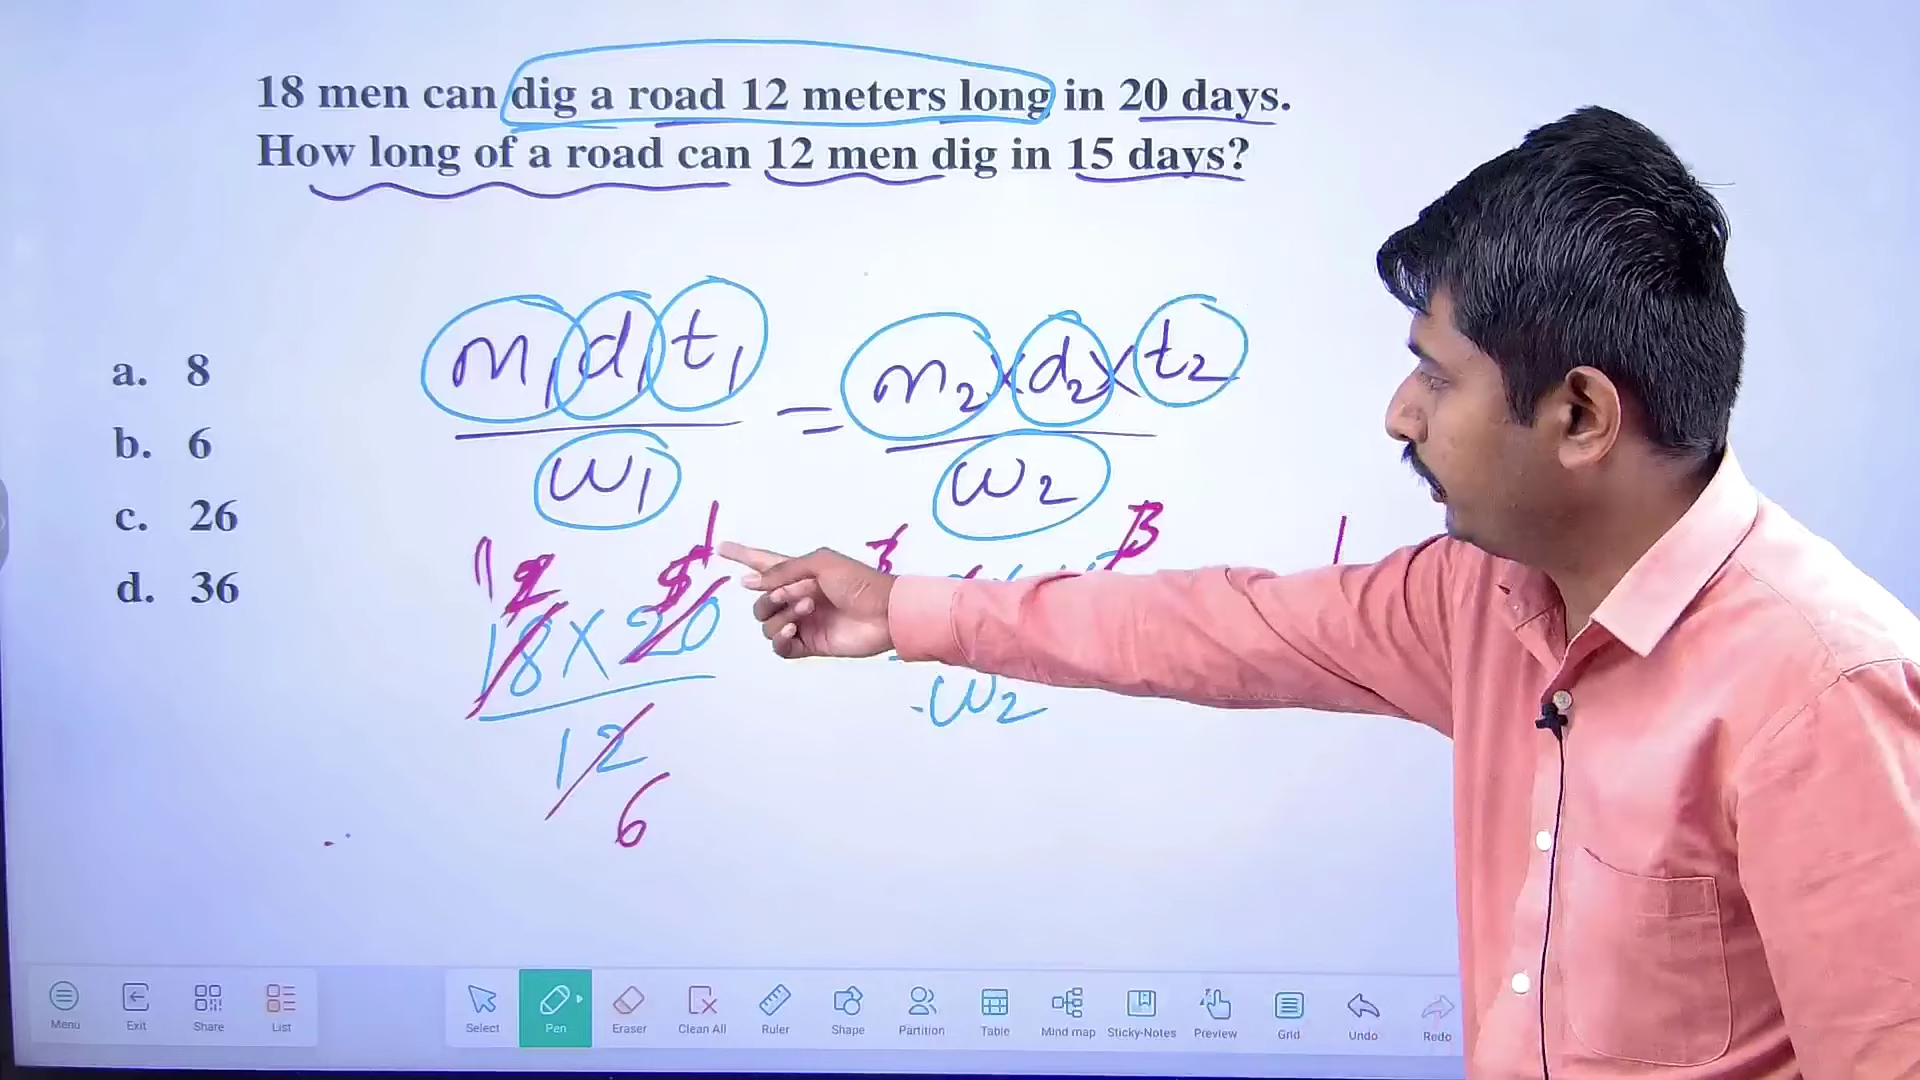 18 men can dig a road 12 meters long in 20 days.
How long of a road can 12 men dig in 15 days?
a. 8
b. 6
c. 26
d. 36
m₁d₁t₁ = m₂×d₂×t₂
w₁ w₂
1
18 × 20
12
6
w₂
Menu Exit Share List Select Pen Eraser Clean All Ruler Shape Partition Table Mind map Sticky-Notes Preview Grid Undo Redo